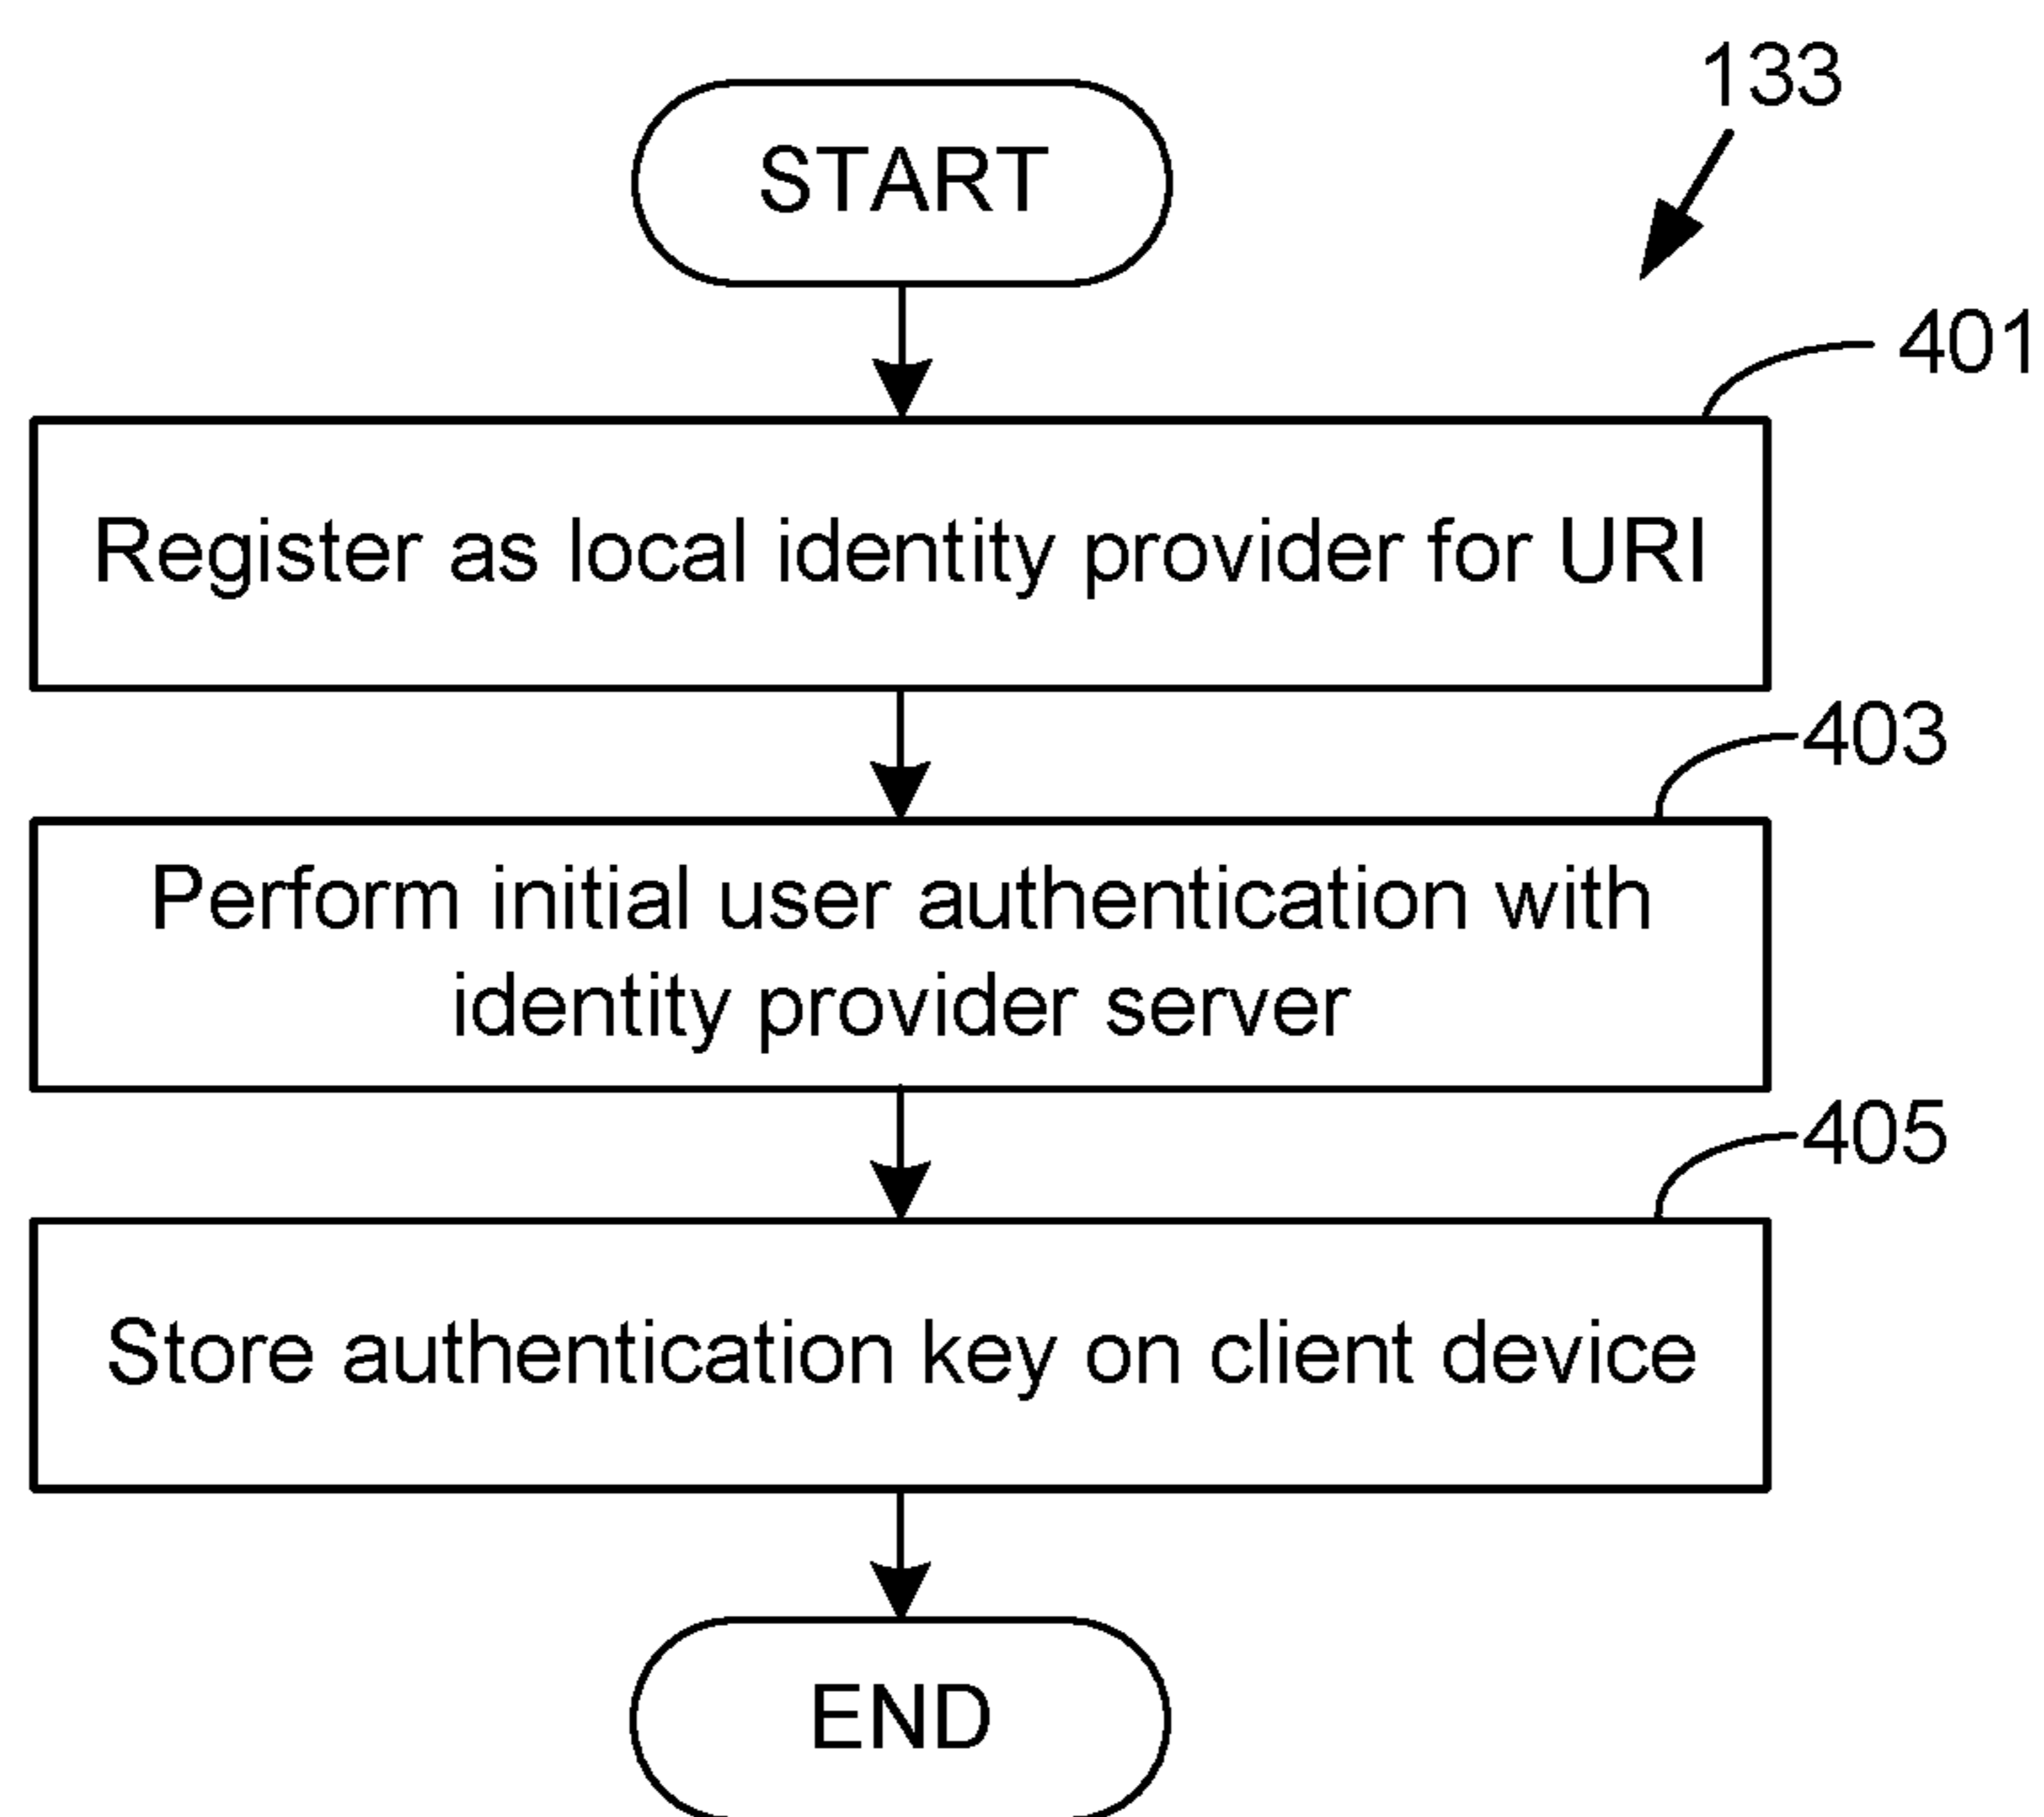 133
START
401
Register as local identity provider for URI
403
Perform initial user authentication with
identity provider server
405
Store authentication key on client device
END